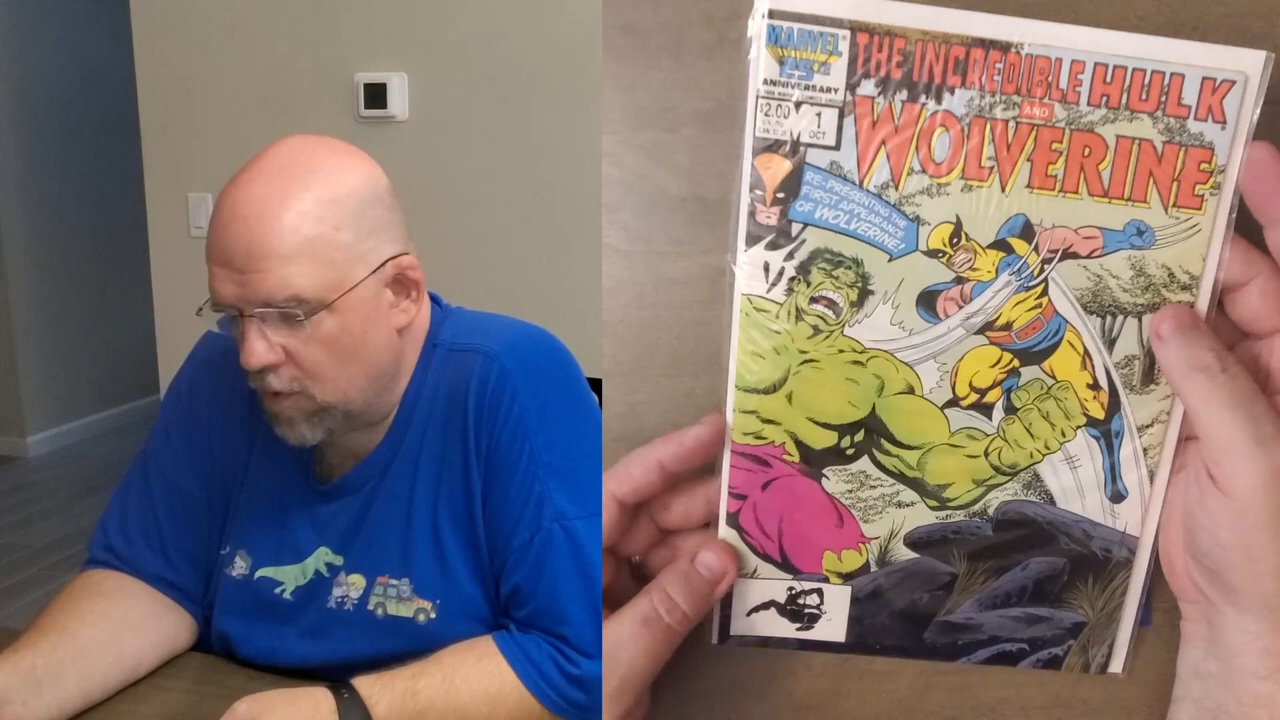 MARVEL
25TH
ANNIVERSARY
$2.00
1
OCT
THE INCREDIBLE HULK
AND
WOLVERINE
RE-PRESENTING THE
FIRST APPEARANCE
OF WOLVERINE!